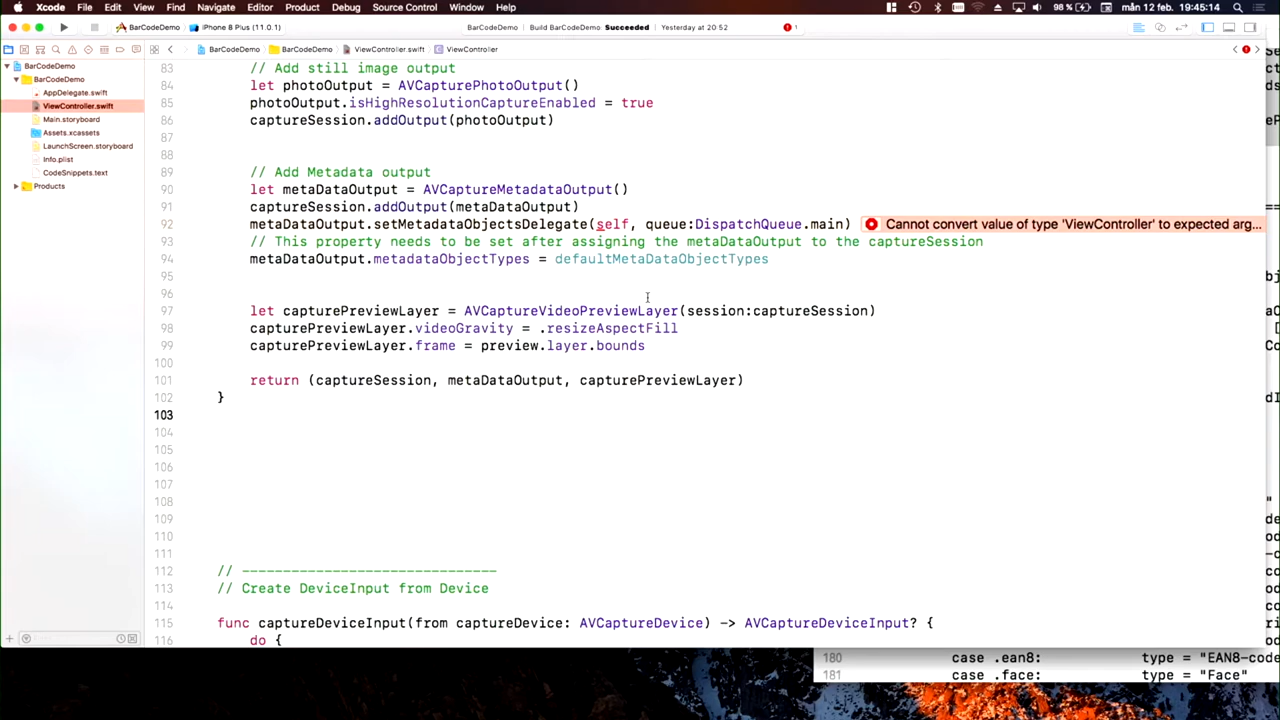 Xcode File Edit View Find Navigate Editor Product Debug Source Control Window Help 98 % mån 12 feb. 19:45:14
BarCodeDemo iPhone 8 Plus (11.0.1) BarCodeDemo Build BarCodeDemo: Succeeded Yesterday at 20:52 1
BarCodeDemo BarCodeDemo ViewController.swift ViewController
BarCodeDemo
BarCodeDemo
AppDelegate.swift
ViewController.swift
Main.storyboard
Assets.xcassets
LaunchScreen.storyboard
Info.plist
CodeSnippets.text
Products
83 // Add still image output
84 let photoOutput = AVCapturePhotoOutput()
85 photoOutput.isHighResolutionCaptureEnabled = true
86 captureSession.addOutput(photoOutput)
87
88
89 // Add Metadata output
90 let metaDataOutput = AVCaptureMetadataOutput()
91 captureSession.addOutput(metaDataOutput)
92 metaDataOutput.setMetadataObjectsDelegate(self, queue:DispatchQueue.main) Cannot convert value of type 'ViewController' to expected arg...
93 // This property needs to be set after assigning the metaDataOutput to the captureSession
94 metaDataOutput.metadataObjectTypes = defaultMetaDataObjectTypes
95
96
97 let capturePreviewLayer = AVCaptureVideoPreviewLayer(session:captureSession)
98 capturePreviewLayer.videoGravity = .resizeAspectFill
99 capturePreviewLayer.frame = preview.layer.bounds
100
101 return (captureSession, metaDataOutput, capturePreviewLayer)
102 }
103
104
105
106
107
108
109
110
111
112 // -------------------------------
113 // Create DeviceInput from Device
114
115 func captureDeviceInput(from captureDevice: AVCaptureDevice) -> AVCaptureDeviceInput? {
116 do {
180 case .ean8: type = "EAN8-code
181 case .face: type = "Face"